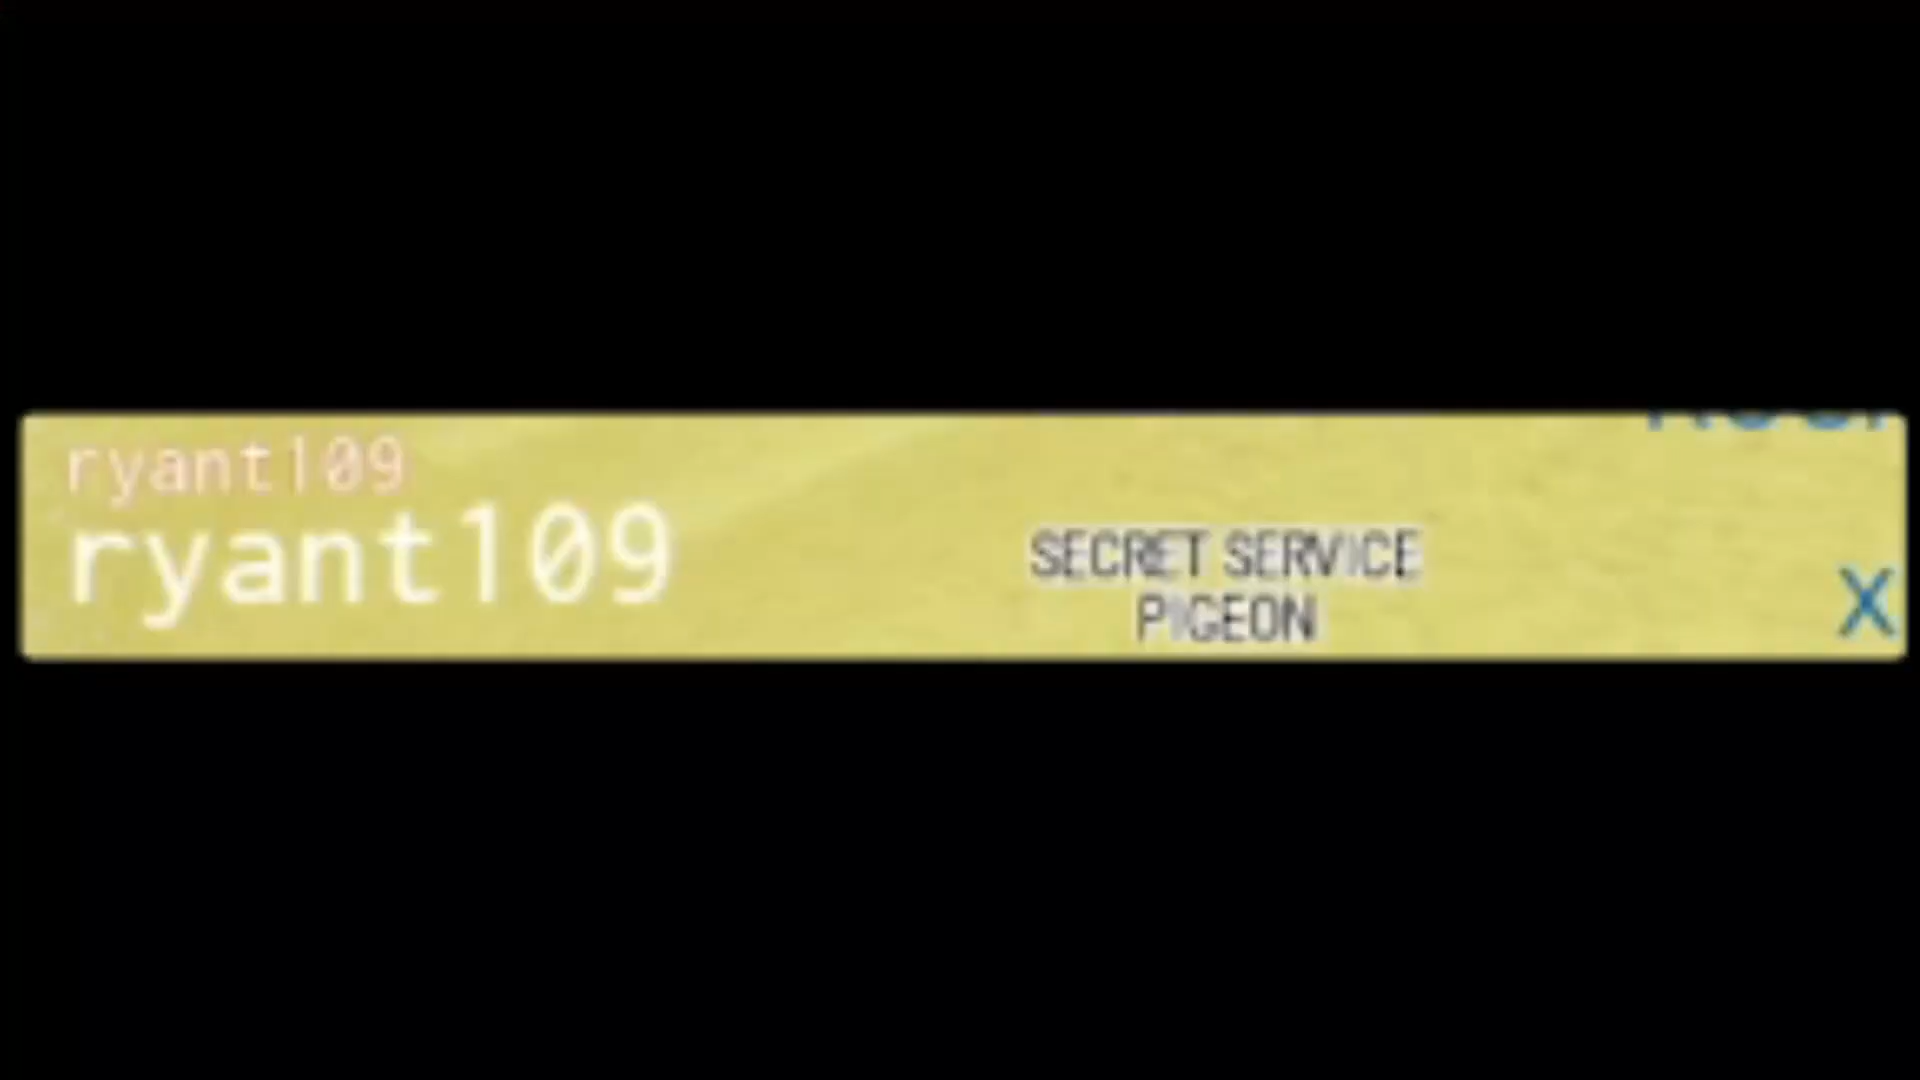 ryant109
ryant109
SECRET SERVICE
PIGEON
X